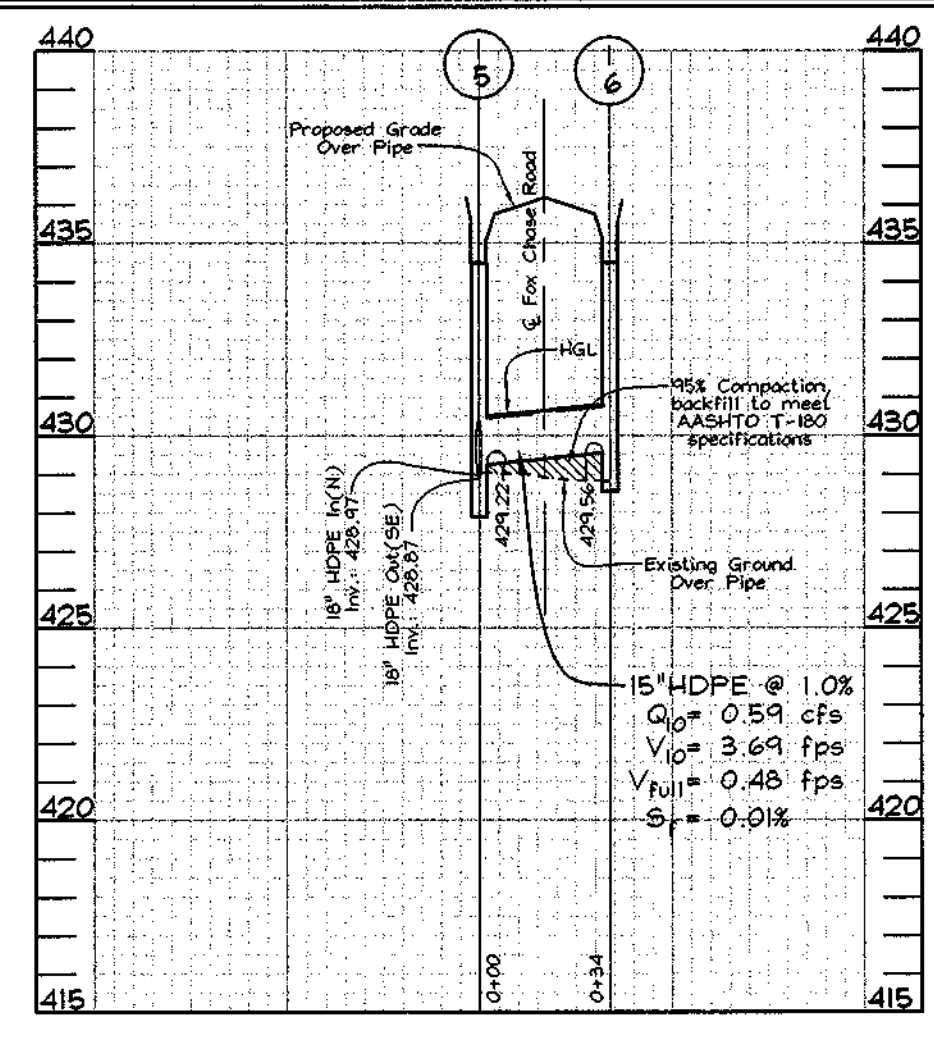 440
440
5
6
Proposed Grade
Over Pipe
℄ Fox Chase Road
435
435
HGL
95% Compaction,
backfill to meet
AASHTO T-180
specifications
430
430
18" HDPE In(N)
Inv.: 428.97
18" HDPE Out(SE)
Inv.: 428.87
429.22
429.56
Existing Ground
Over Pipe
425
425
15" HDPE @ 1.0%
Q10= 0.59 cfs
V10= 3.69 fps
Vfull= 0.48 fps
Sf= 0.01%
420
420
0+00
0+34
415
415